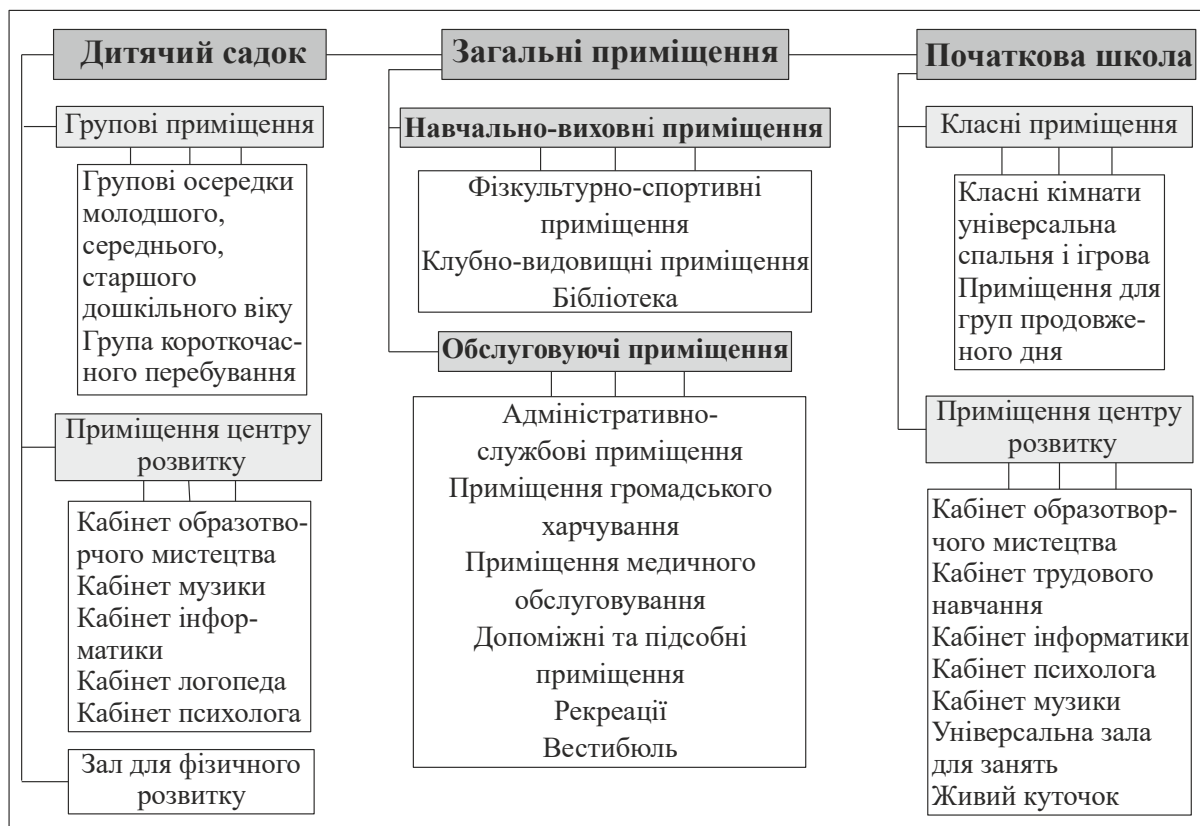 Дитячий садок
Групові приміщення
Групові осередки
молодшого,
середнього,
старшого
дошкільного віку
Група короткочас-
ного перебування
Приміщення центру
розвитку
Кабінет образотво-
рчого мистецтва
Кабінет музики
Кабінет інфор-
матики
Кабінет логопеда
Кабінет психолога
Зал для фізичного
розвитку
Загальні приміщення
Навчально-виховні приміщення
Фізкультурно-спортивні
приміщення
Клубно-видовищні приміщення
Бібліотека
Обслуговуючі приміщення
Адміністративно-
службові приміщення
Приміщення громадського
харчування
Приміщення медичного
обслуговування
Допоміжні та підсобні
приміщення
Рекреації
Вестибюль
Початкова школа
Класні приміщення
Класні кімнати
універсальна
спальня і ігрова
Приміщення для
груп продовже-
ного дня
Приміщення центру
розвитку
Кабінет образотвор-
чого мистецтва
Кабінет трудового
навчання
Кабінет інформатики
Кабінет психолога
Кабінет музики
Універсальна зала
для занять
Живий куточок